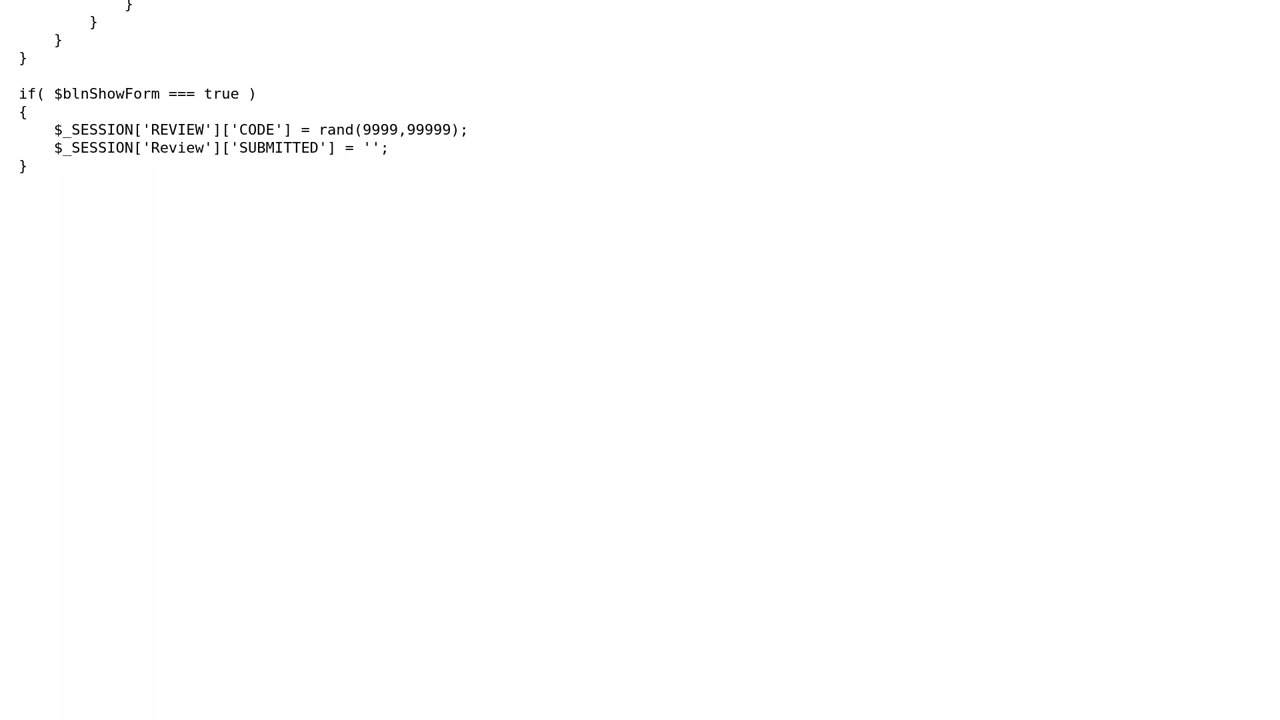 }
}
}
}
if( $blnShowForm === true )
{
$_SESSION['REVIEW']['CODE'] = rand(9999,99999);
$_SESSION['Review']['SUBMITTED'] = '';
}